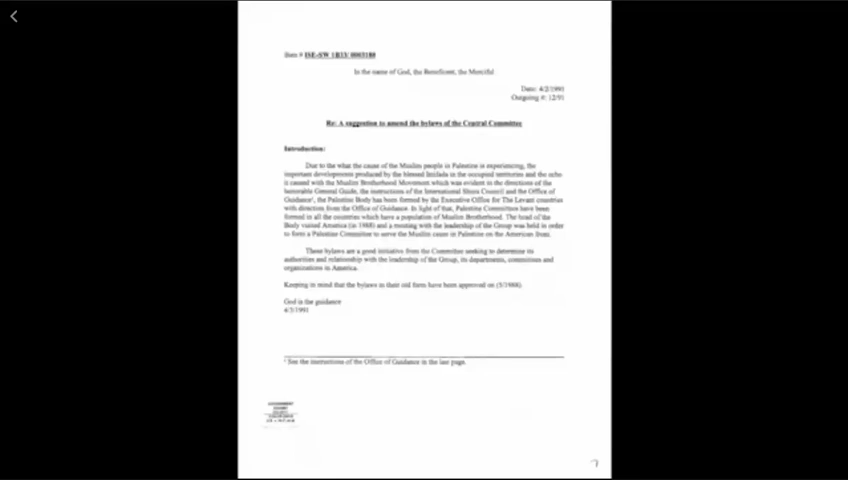 Item # ISE-SW 1B33/ 0003180
In the name of God, the Beneficent, the Merciful
Date: 4/2/1991
Outgoing #: 12/91
Re: A suggestion to amend the bylaws of the Central Committee
Introduction:
Due to the what the cause of the Muslim people in Palestine is experiencing, the
important developments produced by the blessed Intifada in the occupied territories and the echo
it caused with the Muslim Brotherhood Movement which was evident in the directions of the
honorable General Guide, the instructions of the International Shura Council and the Office of
Guidance¹, the Palestine Body has been formed by the Executive Office for The Levant countries
with direction from the Office of Guidance. In light of that, Palestine Committees have been
formed in all the countries which have a population of Muslim Brotherhood. The head of the
Body visited America (in 1988) and a meeting with the leadership of the Group was held in order
to form a Palestine Committee to serve the Muslim cause in Palestine on the American front.
These bylaws are a good initiative from the Committee seeking to determine its
authorities and relationship with the leadership of the Group, its departments, committees and
organizations in America.
Keeping in mind that the bylaws in their old form have been approved on (5/1988)
God is the guidance
4/3/1991
¹ See the instructions of the Office of Guidance in the last page.
GOVERNMENT
EXHIBIT